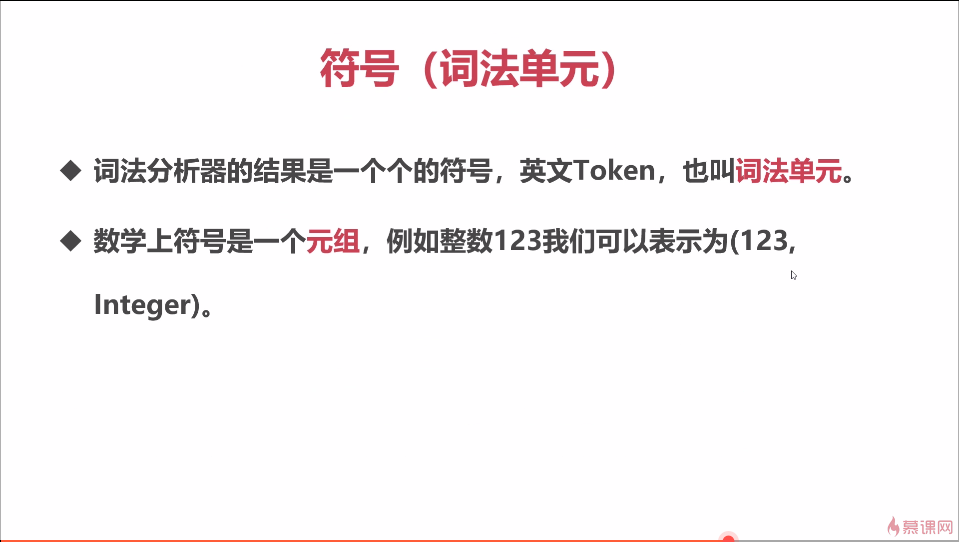 符号（词法单元）
◆ 词法分析器的结果是一个个的符号，英文Token，也叫词法单元。
◆ 数学上符号是一个元组，例如整数123我们可以表示为(123,
Integer)。
慕课网